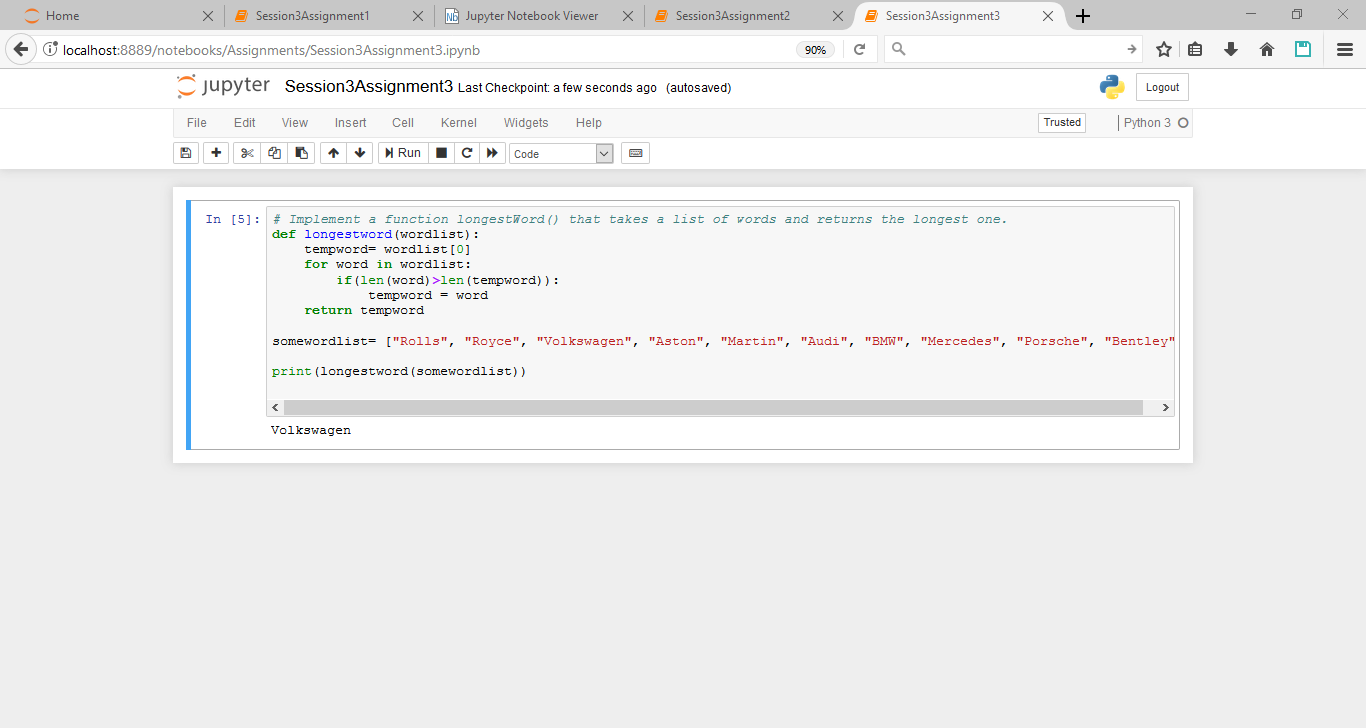 Home
Session3Assignment1
Jupyter Notebook Viewer
Session3Assignment2
Session3Assignment3
localhost:8889/notebooks/Assignments/Session3Assignment3.ipynb
90%
jupyter Session3Assignment3 Last Checkpoint: a few seconds ago (autosaved)
Logout
File Edit View Insert Cell Kernel Widgets Help
Trusted
Python 3
Run
Code
In [5]:
# Implement a function longestWord() that takes a list of words and returns the longest one.
def longestword(wordlist):
    tempword= wordlist[0]
    for word in wordlist:
        if(len(word)>len(tempword)):
            tempword = word
    return tempword
somewordlist= ["Rolls", "Royce", "Volkswagen", "Aston", "Martin", "Audi", "BMW", "Mercedes", "Porsche", "Bentley"
print(longestword(somewordlist))
Volkswagen